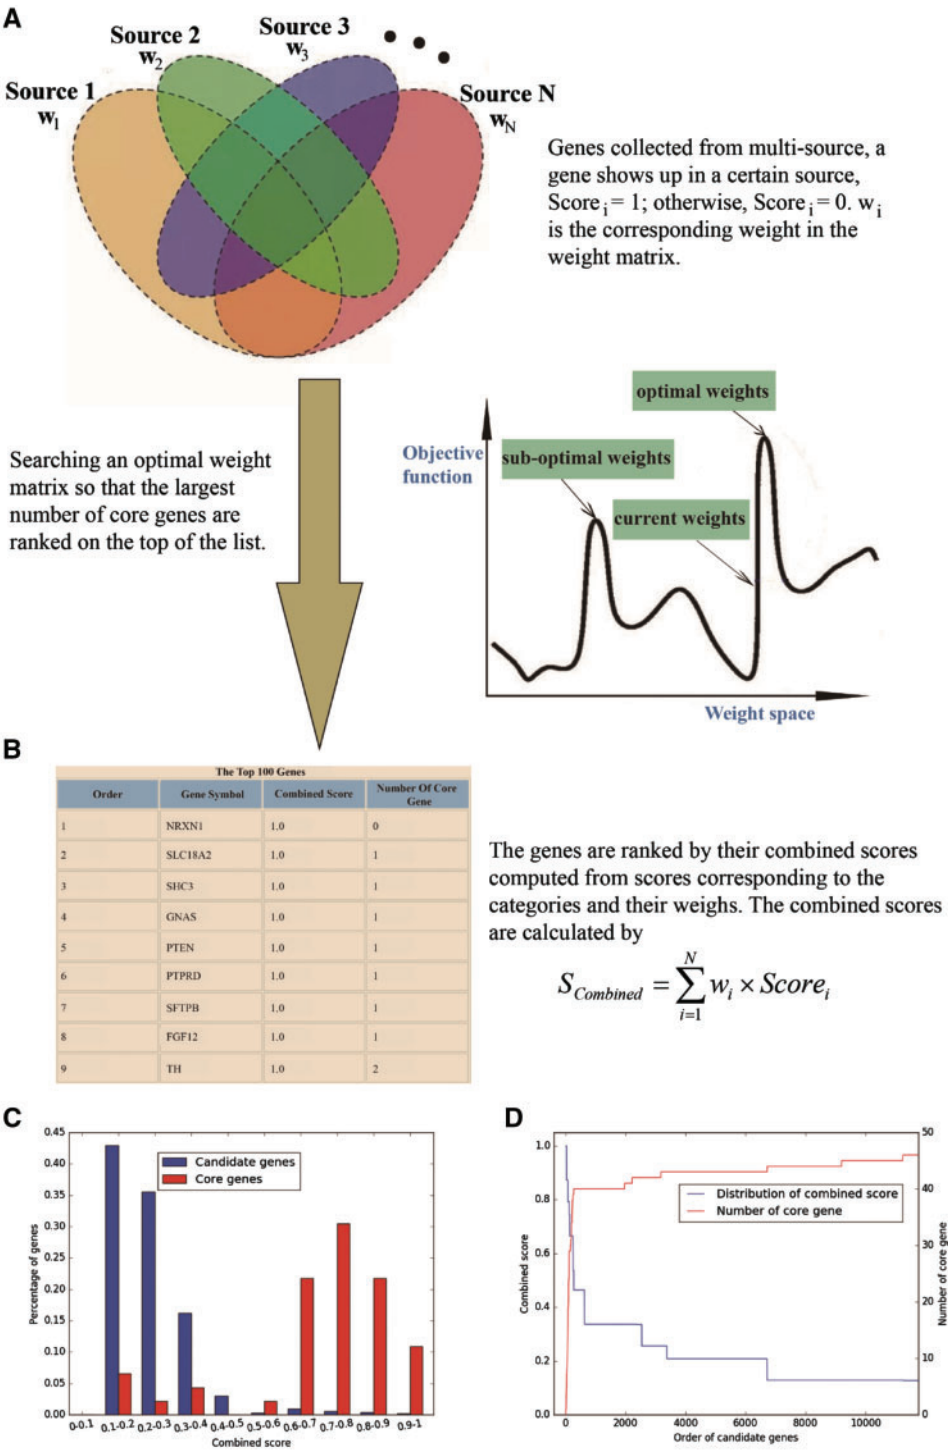 A
Source 1
w1
Source 2
w2
Source 3
w3
Source N
wN
Genes collected from multi-source, a
gene shows up in a certain source,
Score i = 1; otherwise, Score i = 0. w i
is the corresponding weight in the
weight matrix.
Searching an optimal weight
matrix so that the largest
number of core genes are
ranked on the top of the list.
Objective
function
sub-optimal weights
optimal weights
current weights
Weight space
B
The Top 100 Genes
Order Gene Symbol Combined Score Number Of Core
Gene
1 NRXN1 1.0 0
2 SLC18A2 1.0 1
3 SHC3 1.0 1
4 GNAS 1.0 1
5 PTEN 1.0 1
6 PTPRD 1.0 1
7 SFTPB 1.0 1
8 FGF12 1.0 1
9 TH 1.0 2
The genes are ranked by their combined scores
computed from scores corresponding to the
categories and their weighs. The combined scores
are calculated by
S Combined = ∑ i=1 N w i × Score i
C
Percentage of genes
0.45
0.40
0.35
0.30
0.25
0.20
0.15
0.10
0.05
0.00
Candidate genes
Core genes
0-0.1 0.1-0.2 0.2-0.3 0.3-0.4 0.4-0.5 0.5-0.6 0.6-0.7 0.7-0.8 0.8-0.9 0.9-1
Combined score
D
Combined score
1.0
0.8
0.6
0.4
0.2
0.0
Distribution of combined score
Number of core gene
50
40
30
20
10
0
Number of core gene
0 2000 4000 6000 8000 10000
Order of candidate genes